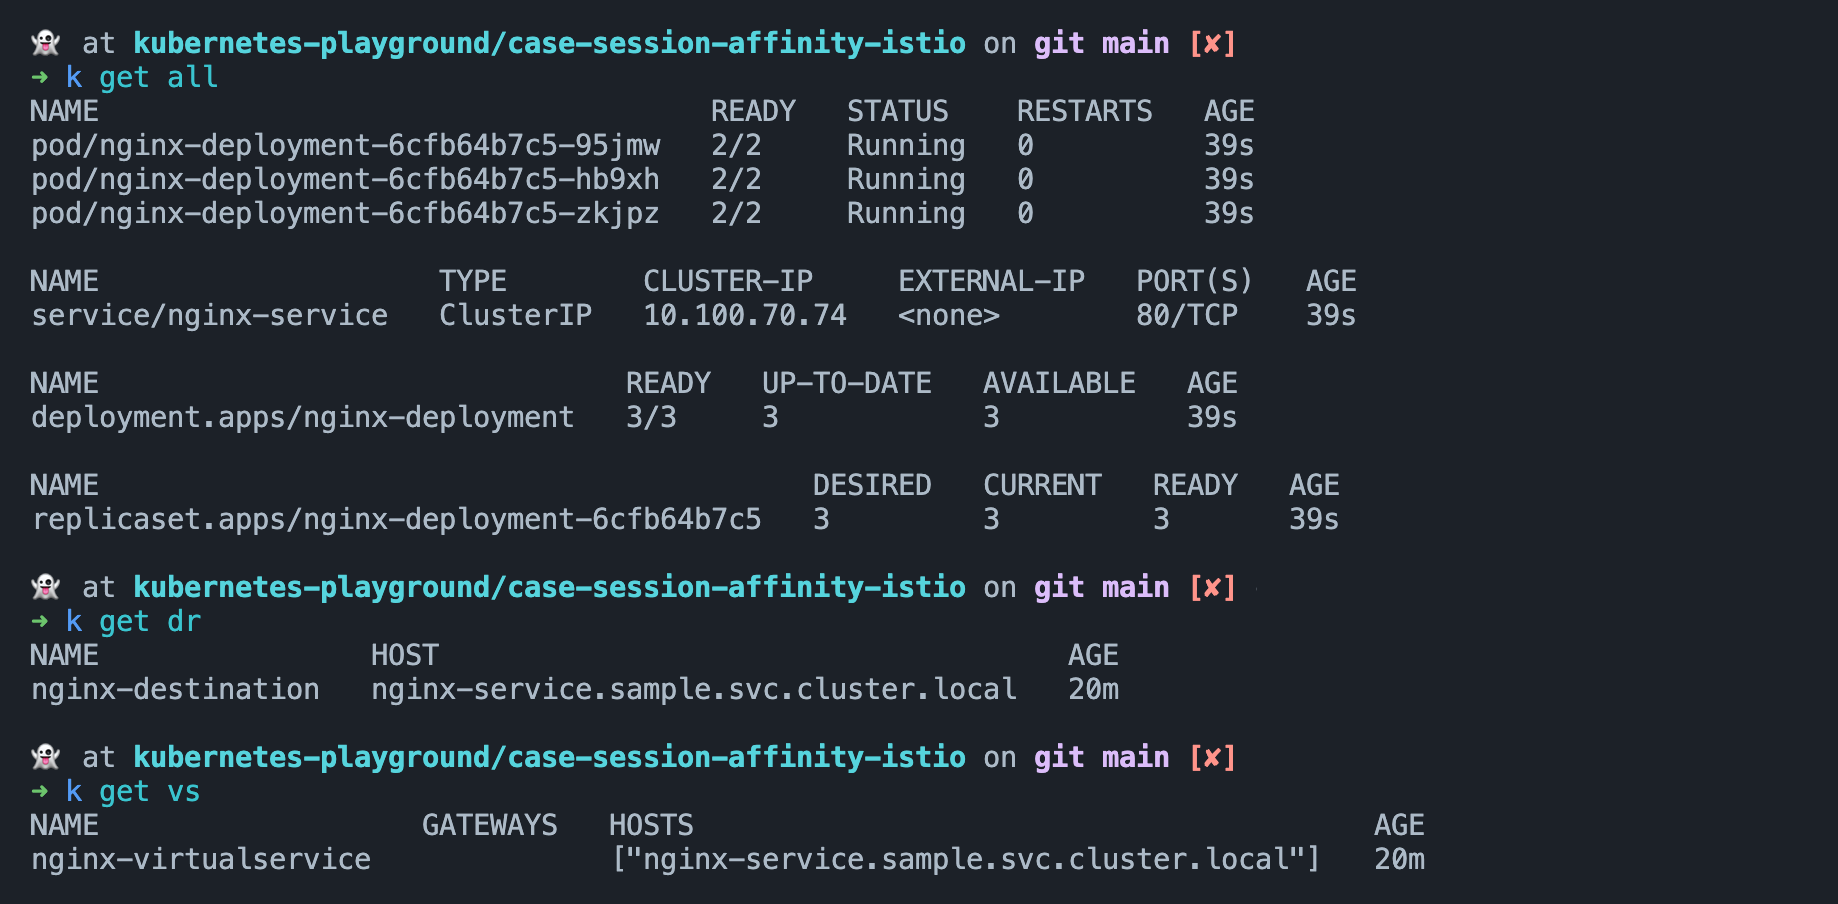 👻 at kubernetes-playground/case-session-affinity-istio on git main [✘]
➜ k get all
NAME                                    READY   STATUS    RESTARTS   AGE
pod/nginx-deployment-6cfb64b7c5-95jmw   2/2     Running   0          39s
pod/nginx-deployment-6cfb64b7c5-hb9xh   2/2     Running   0          39s
pod/nginx-deployment-6cfb64b7c5-zkjpz   2/2     Running   0          39s

NAME                    TYPE        CLUSTER-IP     EXTERNAL-IP   PORT(S)   AGE
service/nginx-service   ClusterIP   10.100.70.74   <none>        80/TCP    39s

NAME                               READY   UP-TO-DATE   AVAILABLE   AGE
deployment.apps/nginx-deployment   3/3     3            3           39s

NAME                                          DESIRED   CURRENT   READY   AGE
replicaset.apps/nginx-deployment-6cfb64b7c5   3         3         3       39s

👻 at kubernetes-playground/case-session-affinity-istio on git main [✘]
➜ k get dr
NAME                HOST                                     AGE
nginx-destination   nginx-service.sample.svc.cluster.local   20m

👻 at kubernetes-playground/case-session-affinity-istio on git main [✘]
➜ k get vs
NAME                   GATEWAYS   HOSTS                                        AGE
nginx-virtualservice              ["nginx-service.sample.svc.cluster.local"]   20m